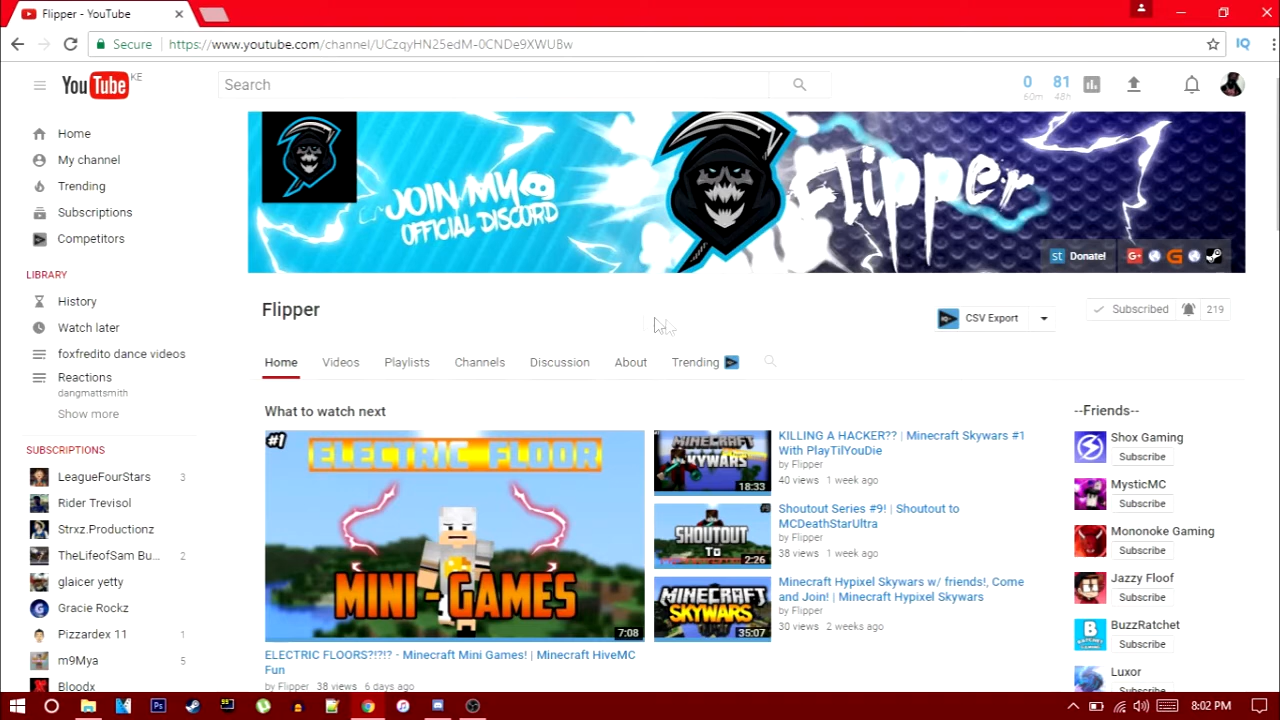 Flipper - YouTube
Secure
https://www.youtube.com/channel/UCzqyHN25edM-0CNDe9XWU8w
IQ
YouTube KE
Search
0 81
60m 48h
Home
My channel
Trending
Subscriptions
Competitors
LIBRARY
History
Watch later
foxfredito dance videos
Reactions
dangmattsmith
Show more
SUBSCRIPTIONS
LeagueFourStars 3
Rider Trevisol
Strxz.Productionz
TheLifeofSam Bu... 2
glaicer yetty
Gracie Rockz
Pizzardex 11 1
m9Mya 5
Bloodx
JOIN MY
OFFICIAL DISCORD
Flipper
st Donate!
G+
Flipper
CSV Export
Subscribed 219
Home Videos Playlists Channels Discussion About Trending
What to watch next
#1
ELECTRIC FLOOR
MINI-GAMES
7:08
ELECTRIC FLOORS?!?!? - Minecraft Mini Games! | Minecraft HiveMC
Fun
by Flipper 38 views 6 days ago
MINECRAFT
SKYWARS
18:33
KILLING A HACKER?? | Minecraft Skywars #1
With PlayTilYouDie
by Flipper
40 views 1 week ago
SHOUTOUT
TO
2:26
Shoutout Series #9! | Shoutout to
MCDeathStarUltra
by Flipper
38 views 1 week ago
MINECRAFT
SKYWARS
35:07
Minecraft Hypixel Skywars w/ friends!, Come
and Join! | Minecraft Hypixel Skywars
by Flipper
30 views 2 weeks ago
--Friends--
Shox Gaming
Subscribe
MysticMC
Subscribe
Mononoke Gaming
Subscribe
Jazzy Floof
Subscribe
BuzzRatchet
Subscribe
Luxor
Subscribe
Ps
8:02 PM